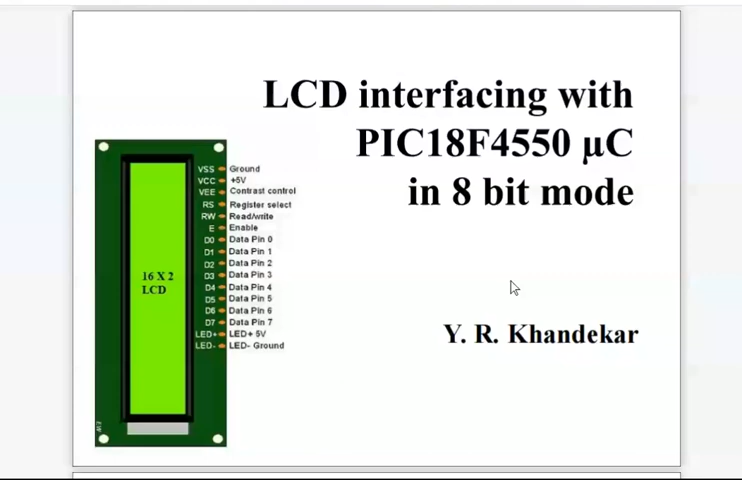 LCD interfacing with
PIC18F4550 µC
in 8 bit mode
VSS Ground
VCC +5V
VEE Contrast control
RS Register select
RW Read/write
E Enable
D0 Data Pin 0
D1 Data Pin 1
D2 Data Pin 2
D3 Data Pin 3
D4 Data Pin 4
D5 Data Pin 5
D6 Data Pin 6
D7 Data Pin 7
LED+ LED+ 5V
LED- LED- Ground
16 X 2
LCD
Y. R. Khandekar